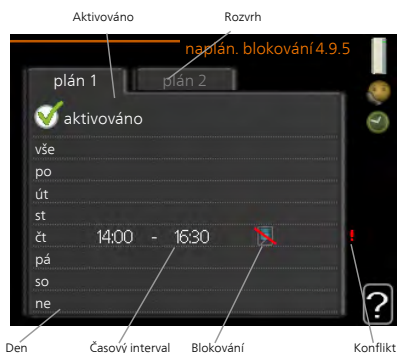 Aktivováno Rozvrh
naplán. blokování 4.9.5
plán 1 plán 2
aktivováno
vše
po
út
st
čt 14:00 - 16:30 !
pá
so
ne
?
Den Časový interval Blokování Konflikt